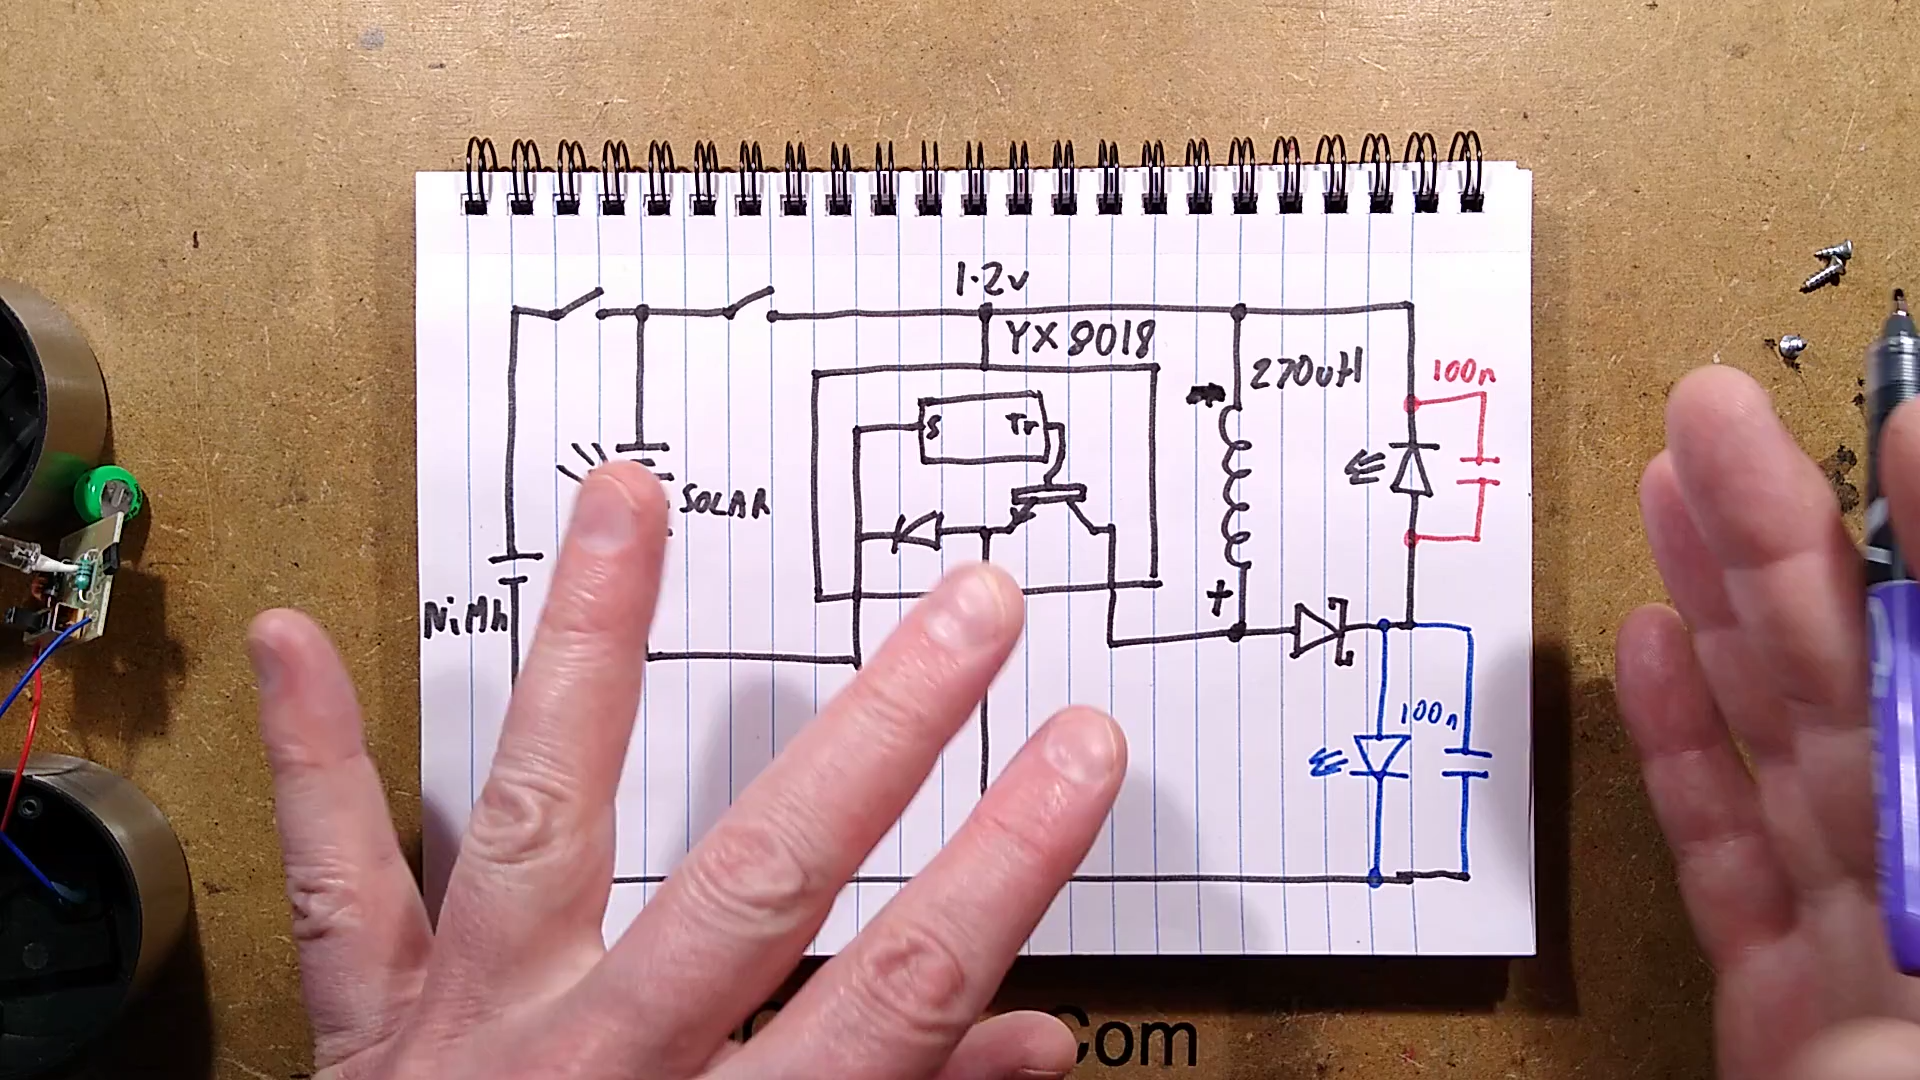 1.2v
YX8018
270uH
100n
S
Tr
SOLAR
+
NiMh
100n
Com